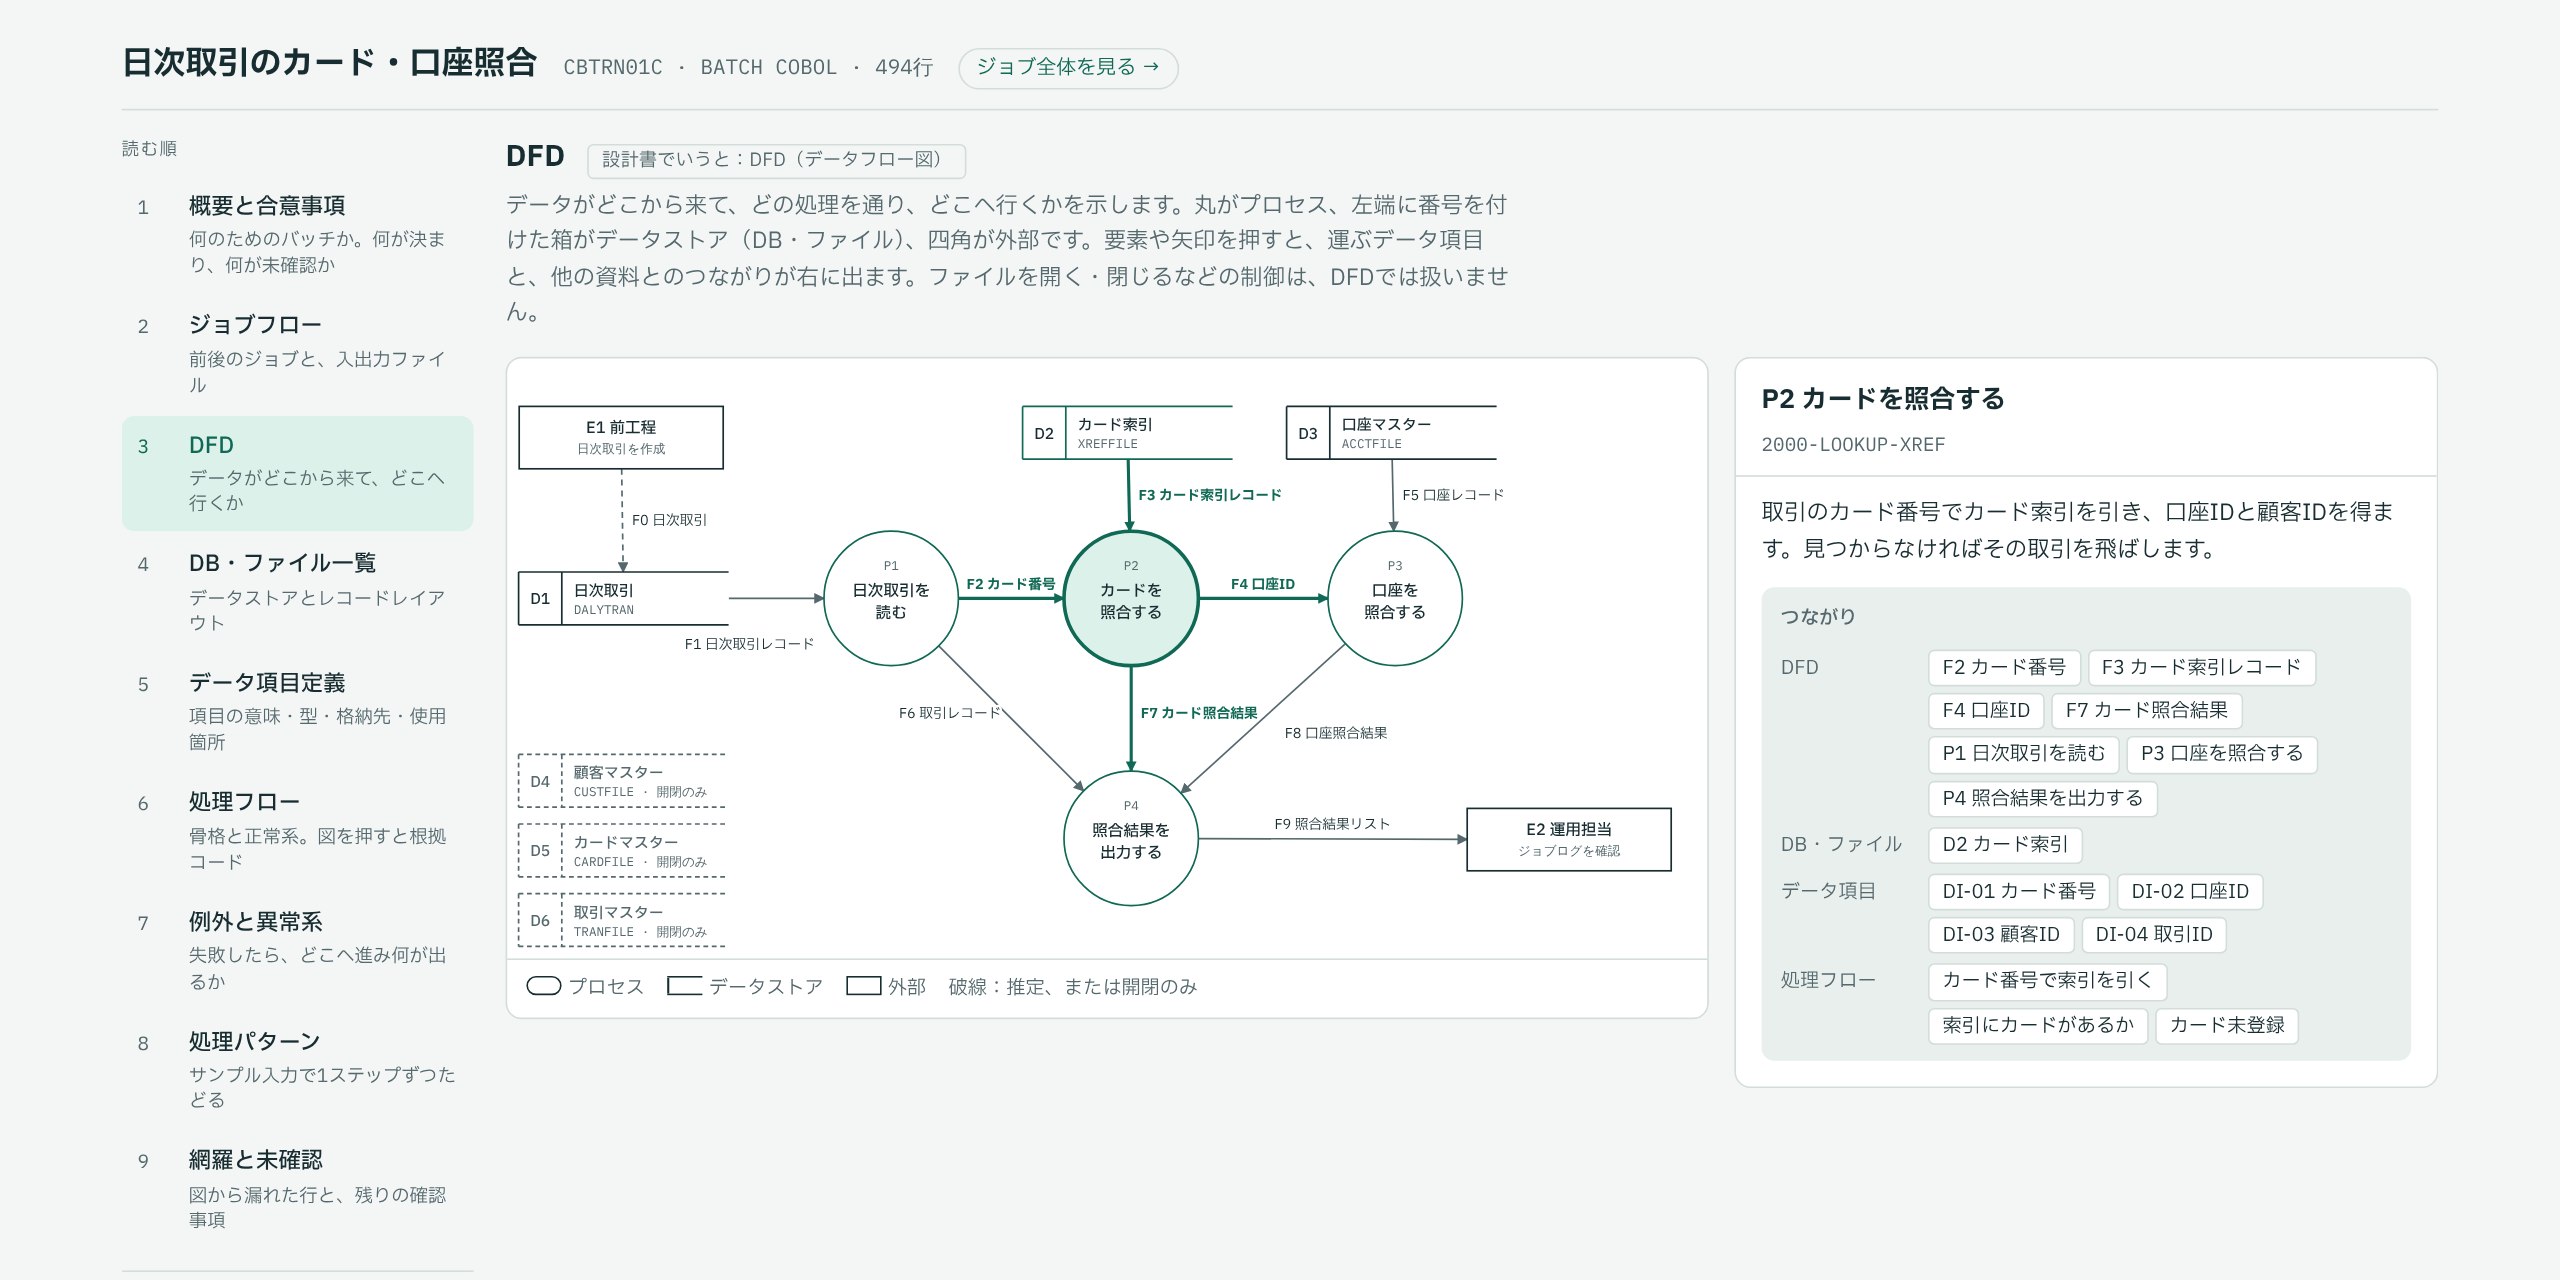 日次取引のカード・口座照合
CBTRN01C · BATCH COBOL · 494行
ジョブ全体を見る →
読む順
1 概要と合意事項
何のためのバッチか。何が決ま
り、何が未確認か
2 ジョブフロー
前後のジョブと、入出力ファイ
ル
3 DFD
データがどこから来て、どこへ
行くか
4 DB・ファイル一覧
データストアとレコードレイア
ウト
5 データ項目定義
項目の意味・型・格納先・使用
箇所
6 処理フロー
骨格と正常系。図を押すと根拠
コード
7 例外と異常系
失敗したら、どこへ進み何が出
るか
8 処理パターン
サンプル入力で1ステップずつた
どる
9 網羅と未確認
図から漏れた行と、残りの確認
事項
DFD
設計書でいうと：DFD（データフロー図）
データがどこから来て、どの処理を通り、どこへ行くかを示します。丸がプロセス、左端に番号を付
けた箱がデータストア（DB・ファイル）、四角が外部です。要素や矢印を押すと、運ぶデータ項目
と、他の資料とのつながりが右に出ます。ファイルを開く・閉じるなどの制御は、DFDでは扱いませ
ん。
E1 前工程
日次取引を作成
D2 カード索引
XREFFILE
D3 口座マスター
ACCTFILE
F3 カード索引レコード
F5 口座レコード
F0 日次取引
D1 日次取引
DALYTRAN
F1 日次取引レコード
P1
日次取引を
読む
F2 カード番号
P2
カードを
照合する
F4 口座ID
P3
口座を
照合する
F6 取引レコード
F7 カード照合結果
F8 口座照合結果
D4 顧客マスター
CUSTFILE · 開閉のみ
D5 カードマスター
CARDFILE · 開閉のみ
D6 取引マスター
TRANFILE · 開閉のみ
P4
照合結果を
出力する
F9 照合結果リスト
E2 運用担当
ジョブログを確認
プロセス
データストア
外部
破線：推定、または開閉のみ
P2 カードを照合する
2000-LOOKUP-XREF
取引のカード番号でカード索引を引き、口座IDと顧客IDを得ま
す。見つからなければその取引を飛ばします。
つながり
DFD F2 カード番号 F3 カード索引レコード
F4 口座ID F7 カード照合結果
P1 日次取引を読む P3 口座を照合する
P4 照合結果を出力する
DB・ファイル D2 カード索引
データ項目 DI-01 カード番号 DI-02 口座ID
DI-03 顧客ID DI-04 取引ID
処理フロー カード番号で索引を引く
索引にカードがあるか カード未登録